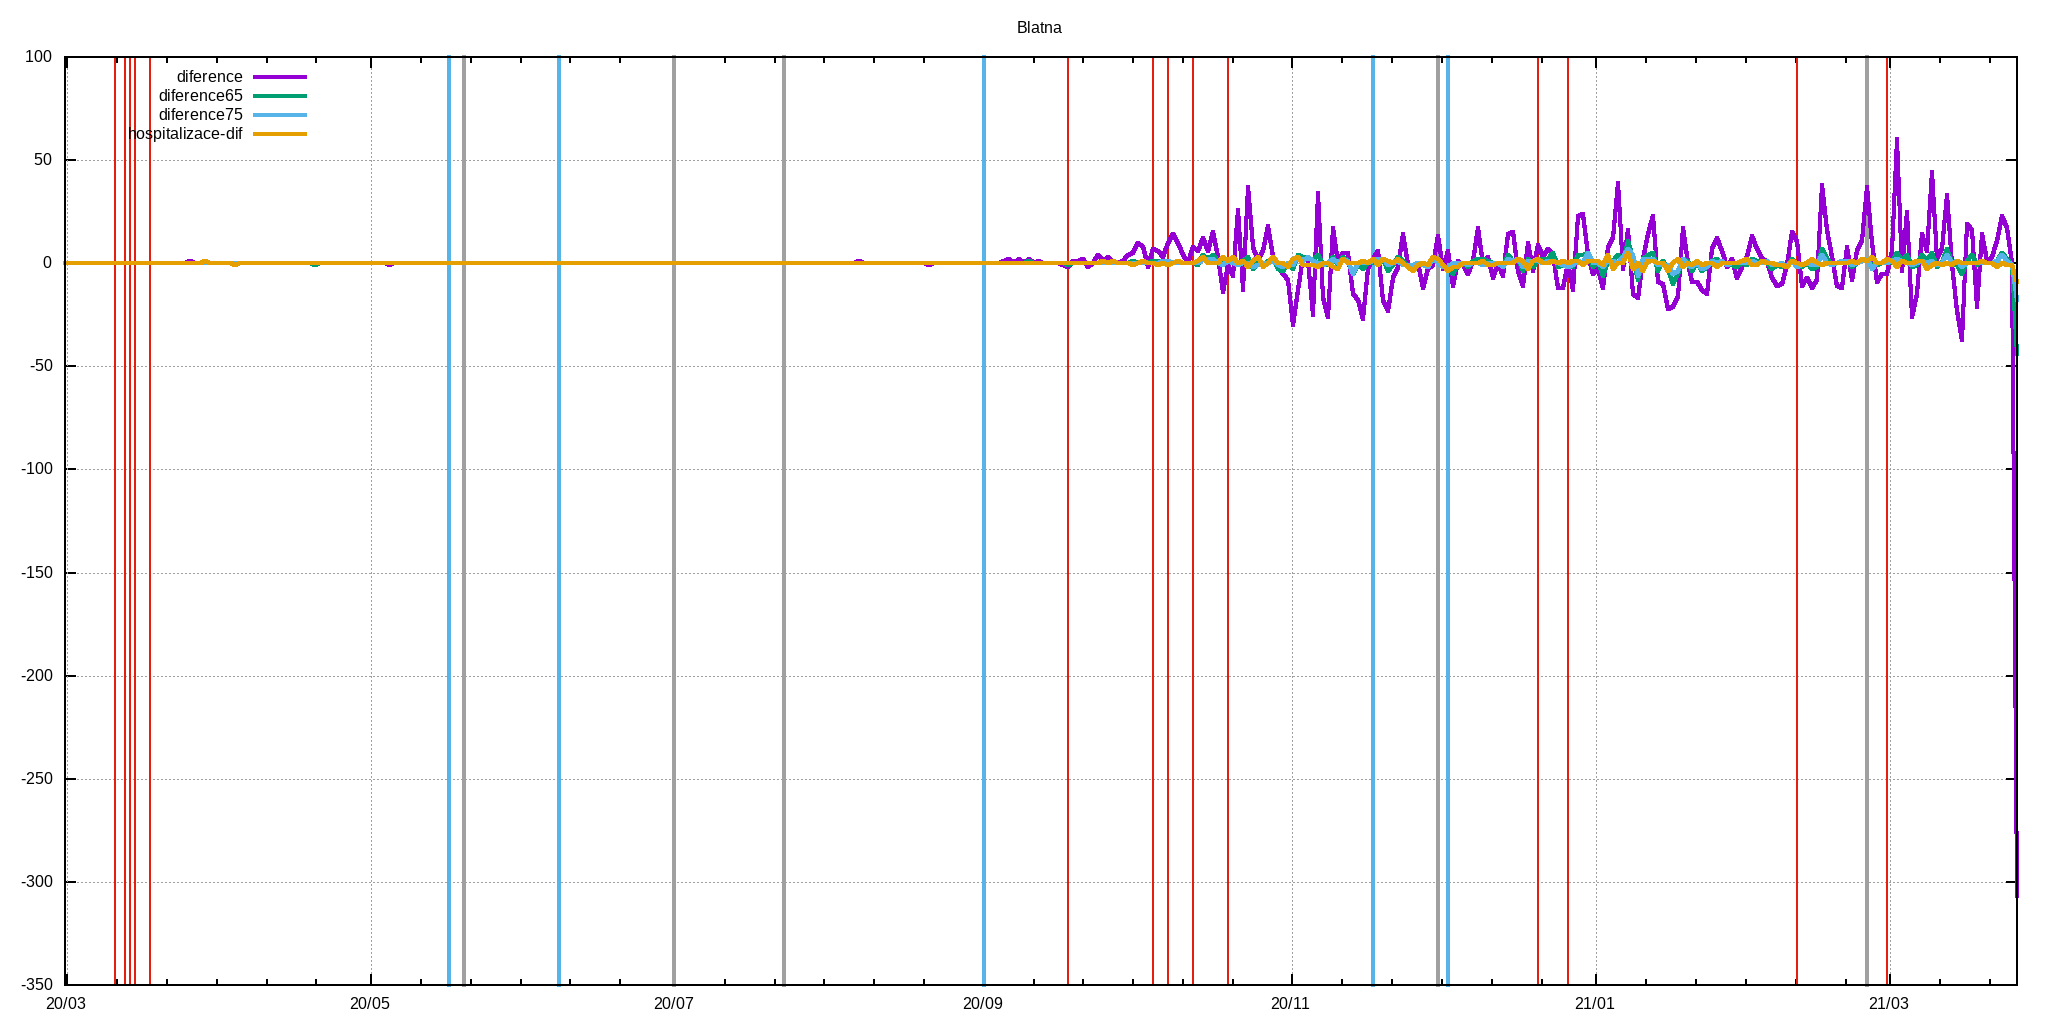 Blatna
100
50
0
-50
-100
-150
-200
-250
-300
-350
diference
diference65
diference75
hospitalizace-dif
20/03 20/05 20/07 20/09 20/11 21/01 21/03